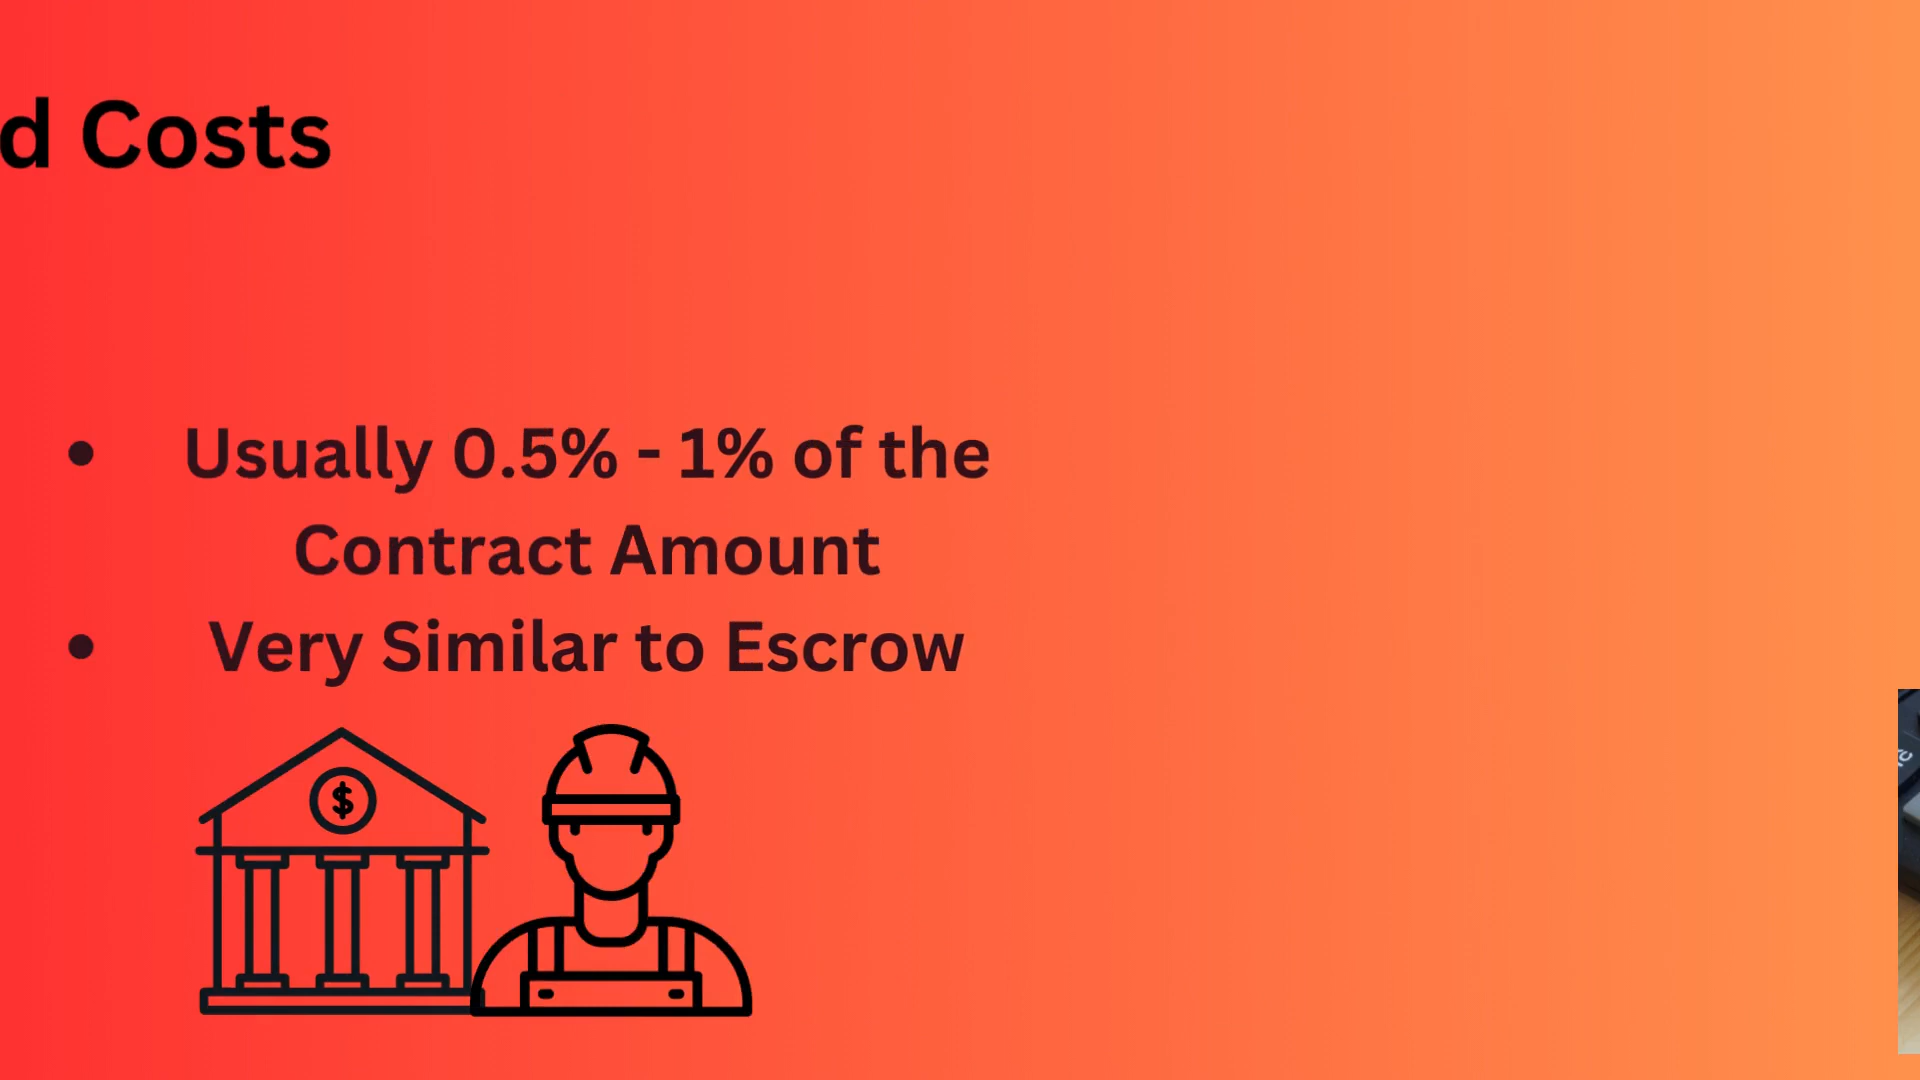 d Costs
• Usually 0.5% - 1% of the
Contract Amount
• Very Similar to Escrow
$